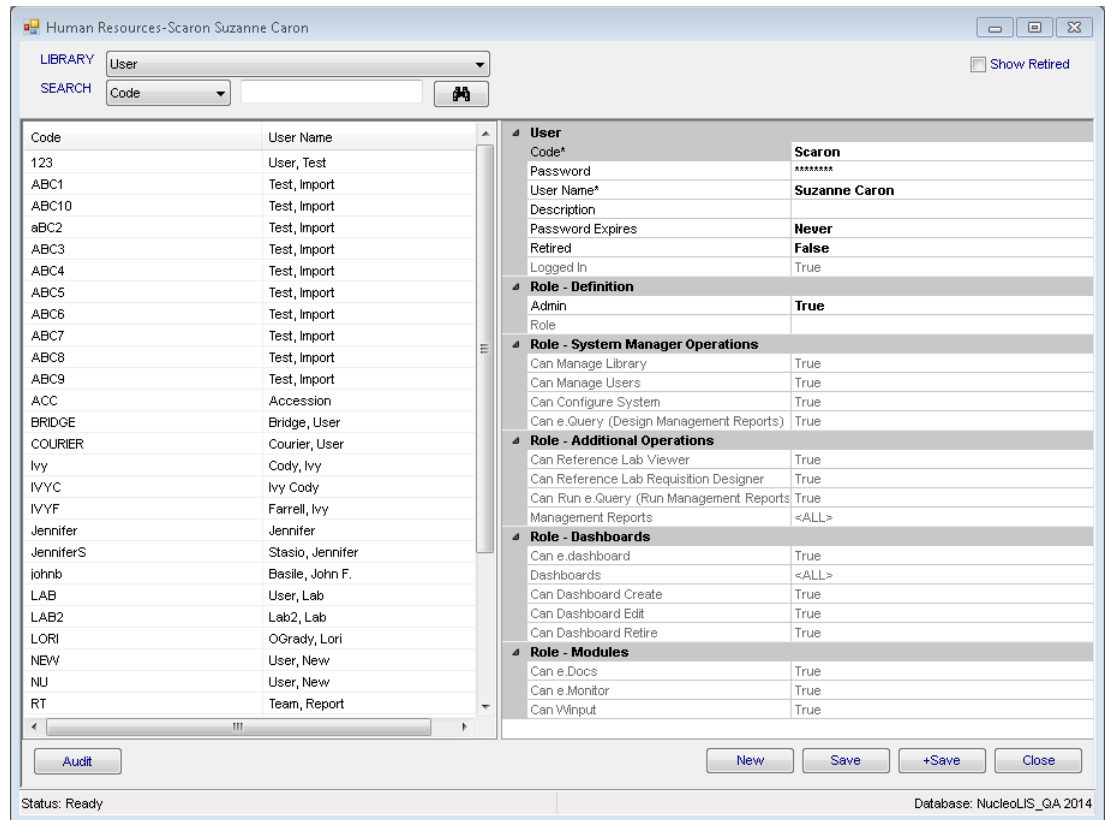 Human Resources-Scaron Suzanne Caron
LIBRARY User
Show Retired
SEARCH Code
Code User Name
123 User, Test
ABC1 Test, Import
ABC10 Test, Import
aBC2 Test, Import
ABC3 Test, Import
ABC4 Test, Import
ABC5 Test, Import
ABC6 Test, Import
ABC7 Test, Import
ABC8 Test, Import
ABC9 Test, Import
ACC Accession
BRIDGE Bridge, User
COURIER Courier, User
Ivy Cody, Ivy
IVYC Ivy Cody
IVYF Farrell, Ivy
Jennifer Jennifer
JenniferS Stasio, Jennifer
johnb Basile, John F.
LAB User, Lab
LAB2 Lab2, Lab
LORI OGrady, Lori
NEW User, New
NU User, New
RT Team, Report
User
Code* Scaron
Password ********
User Name* Suzanne Caron
Description
Password Expires Never
Retired False
Logged In True
Role - Definition
Admin True
Role
Role - System Manager Operations
Can Manage Library True
Can Manage Users True
Can Configure System True
Can e.Query (Design Management Reports) True
Role - Additional Operations
Can Reference Lab Viewer True
Can Reference Lab Requisition Designer True
Can Run e.Query (Run Management Reports True
Management Reports <ALL>
Role - Dashboards
Can e.dashboard True
Dashboards <ALL>
Can Dashboard Create True
Can Dashboard Edit True
Can Dashboard Retire True
Role - Modules
Can e.Docs True
Can e.Monitor True
Can Winput True
Audit New Save +Save Close
Status: Ready Database: NucleoLIS_QA 2014